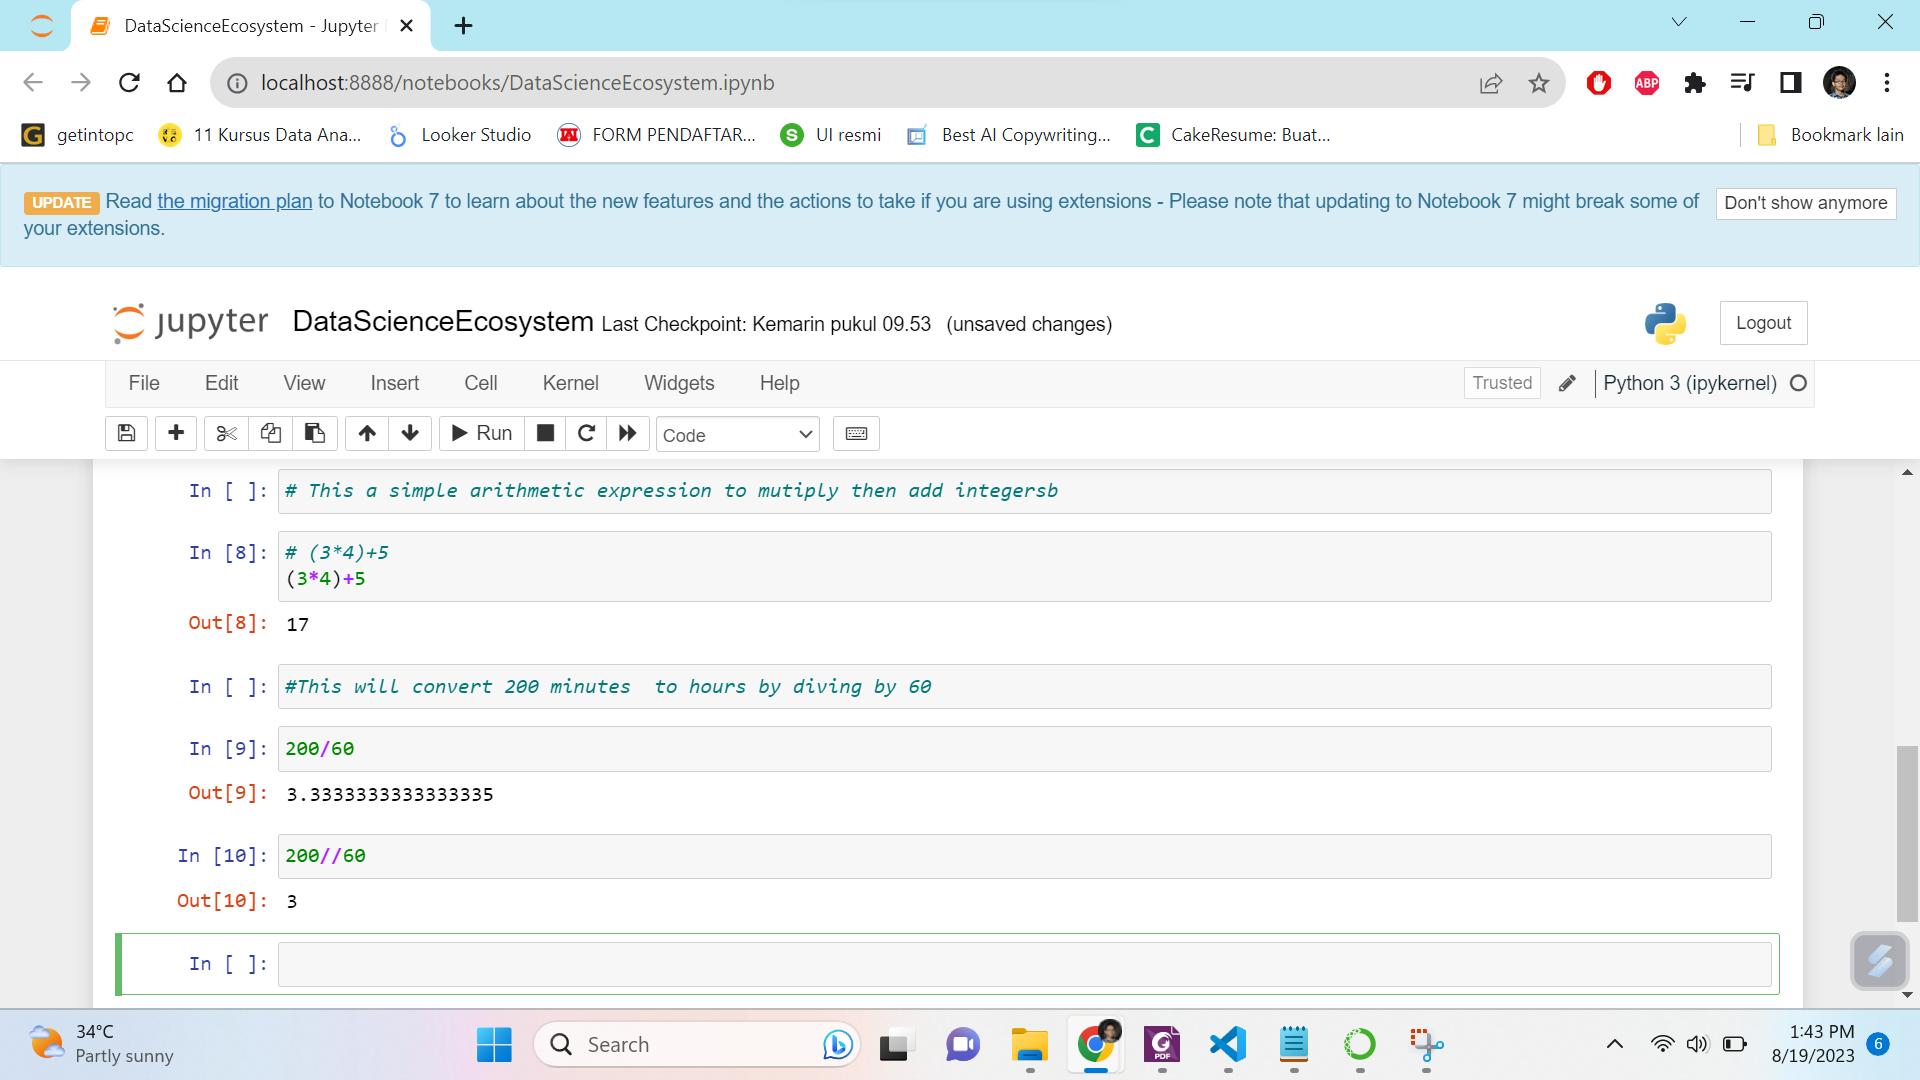 DataScienceEcosystem - Jupyter
localhost:8888/notebooks/DataScienceEcosystem.ipynb
ABP
getintopc
11 Kursus Data Ana...
Looker Studio
FORM PENDAFTAR...
UI resmi
Best AI Copywriting...
CakeResume: Buat...
Bookmark lain
UPDATE Read the migration plan to Notebook 7 to learn about the new features and the actions to take if you are using extensions - Please note that updating to Notebook 7 might break some of
your extensions.
Don't show anymore
jupyter DataScienceEcosystem Last Checkpoint: Kemarin pukul 09.53 (unsaved changes)
Logout
File Edit View Insert Cell Kernel Widgets Help
Trusted
Python 3 (ipykernel)
Run
Code
In [ ]: # This a simple arithmetic expression to mutiply then add integersb
In [8]: # (3*4)+5
(3*4)+5
Out[8]: 17
In [ ]: #This will convert 200 minutes  to hours by diving by 60
In [9]: 200/60
Out[9]: 3.3333333333333335
In [10]: 200//60
Out[10]: 3
In [ ]:
34°C
Partly sunny
Search
PDF
1:43 PM
8/19/2023
6